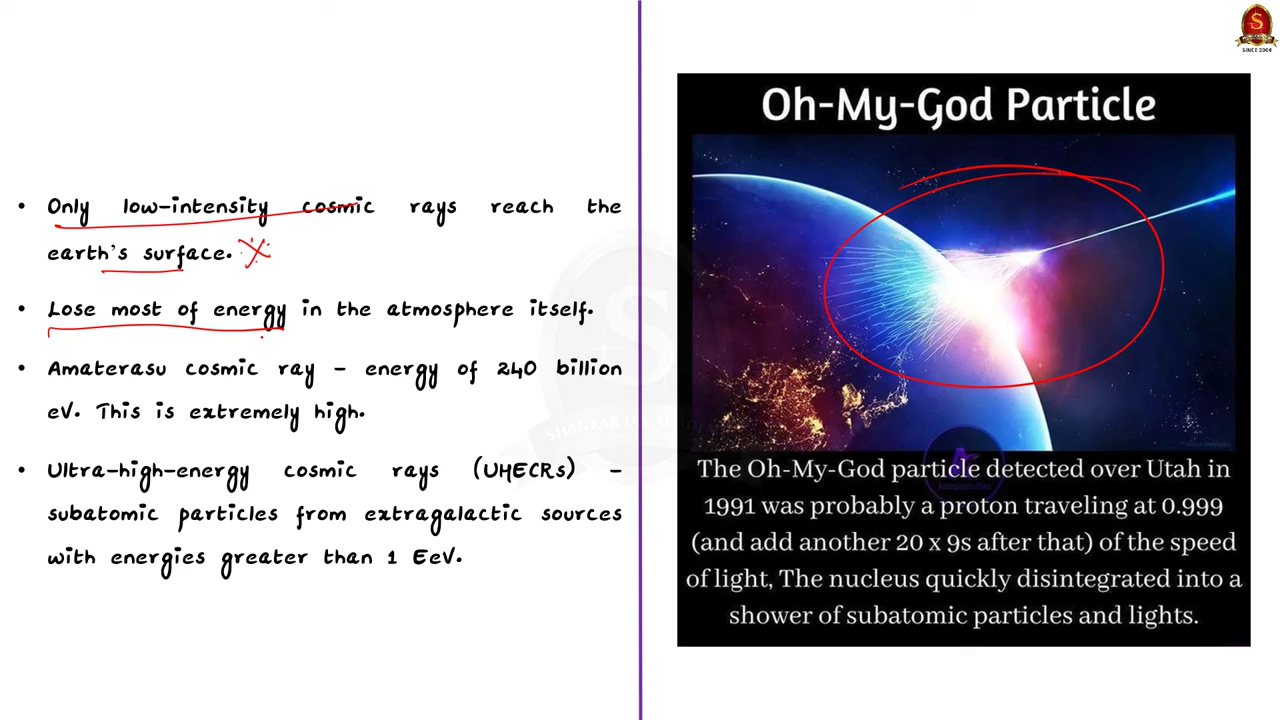 • Only low-intensity cosmic rays reach the
earth's surface.
• Lose most of energy in the atmosphere itself.
• Amaterasu cosmic ray – energy of 240 billion
eV. This is extremely high.
• Ultra-high-energy cosmic rays (UHECRs) –
subatomic particles from extragalactic sources
with energies greater than 1 EeV.
SINCE 2004
Oh-My-God Particle
The Oh-My-God particle detected over Utah in
1991 was probably a proton traveling at 0.999
(and add another 20 x 9s after that) of the speed
of light, The nucleus quickly disintegrated into a
shower of subatomic particles and lights.